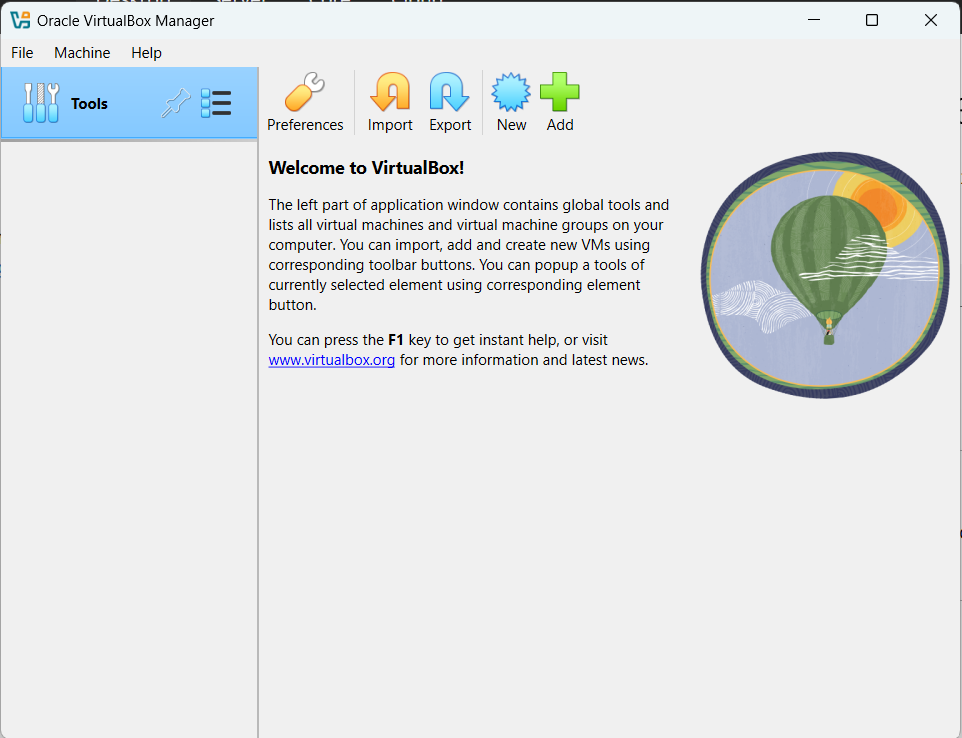 Oracle VirtualBox Manager
File Machine Help
Tools
Preferences Import Export New Add
Welcome to VirtualBox!
The left part of application window contains global tools and
lists all virtual machines and virtual machine groups on your
computer. You can import, add and create new VMs using
corresponding toolbar buttons. You can popup a tools of
currently selected element using corresponding element
button.
You can press the F1 key to get instant help, or visit
www.virtualbox.org for more information and latest news.